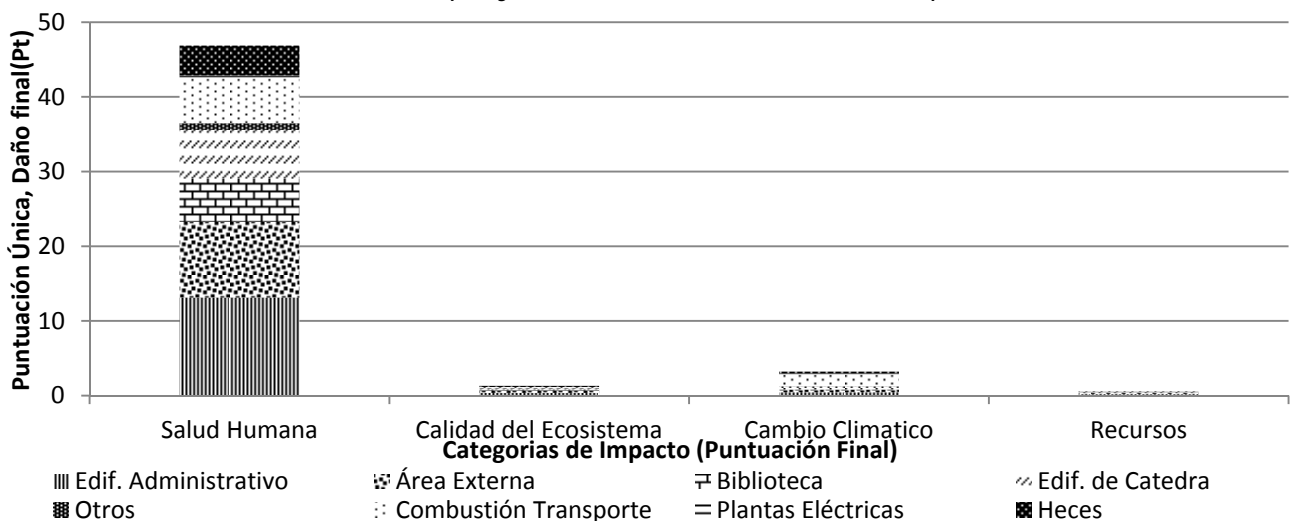 50
40
30
20
10
0
Puntuación Única, Daño final(Pt)
Salud Humana Calidad del Ecosistema Cambio Climatico Recursos
Categorias de Impacto (Puntuación Final)
Edif. Administrativo Área Externa Biblioteca Edif. de Catedra
Otros Combustión Transporte Plantas Eléctricas Heces